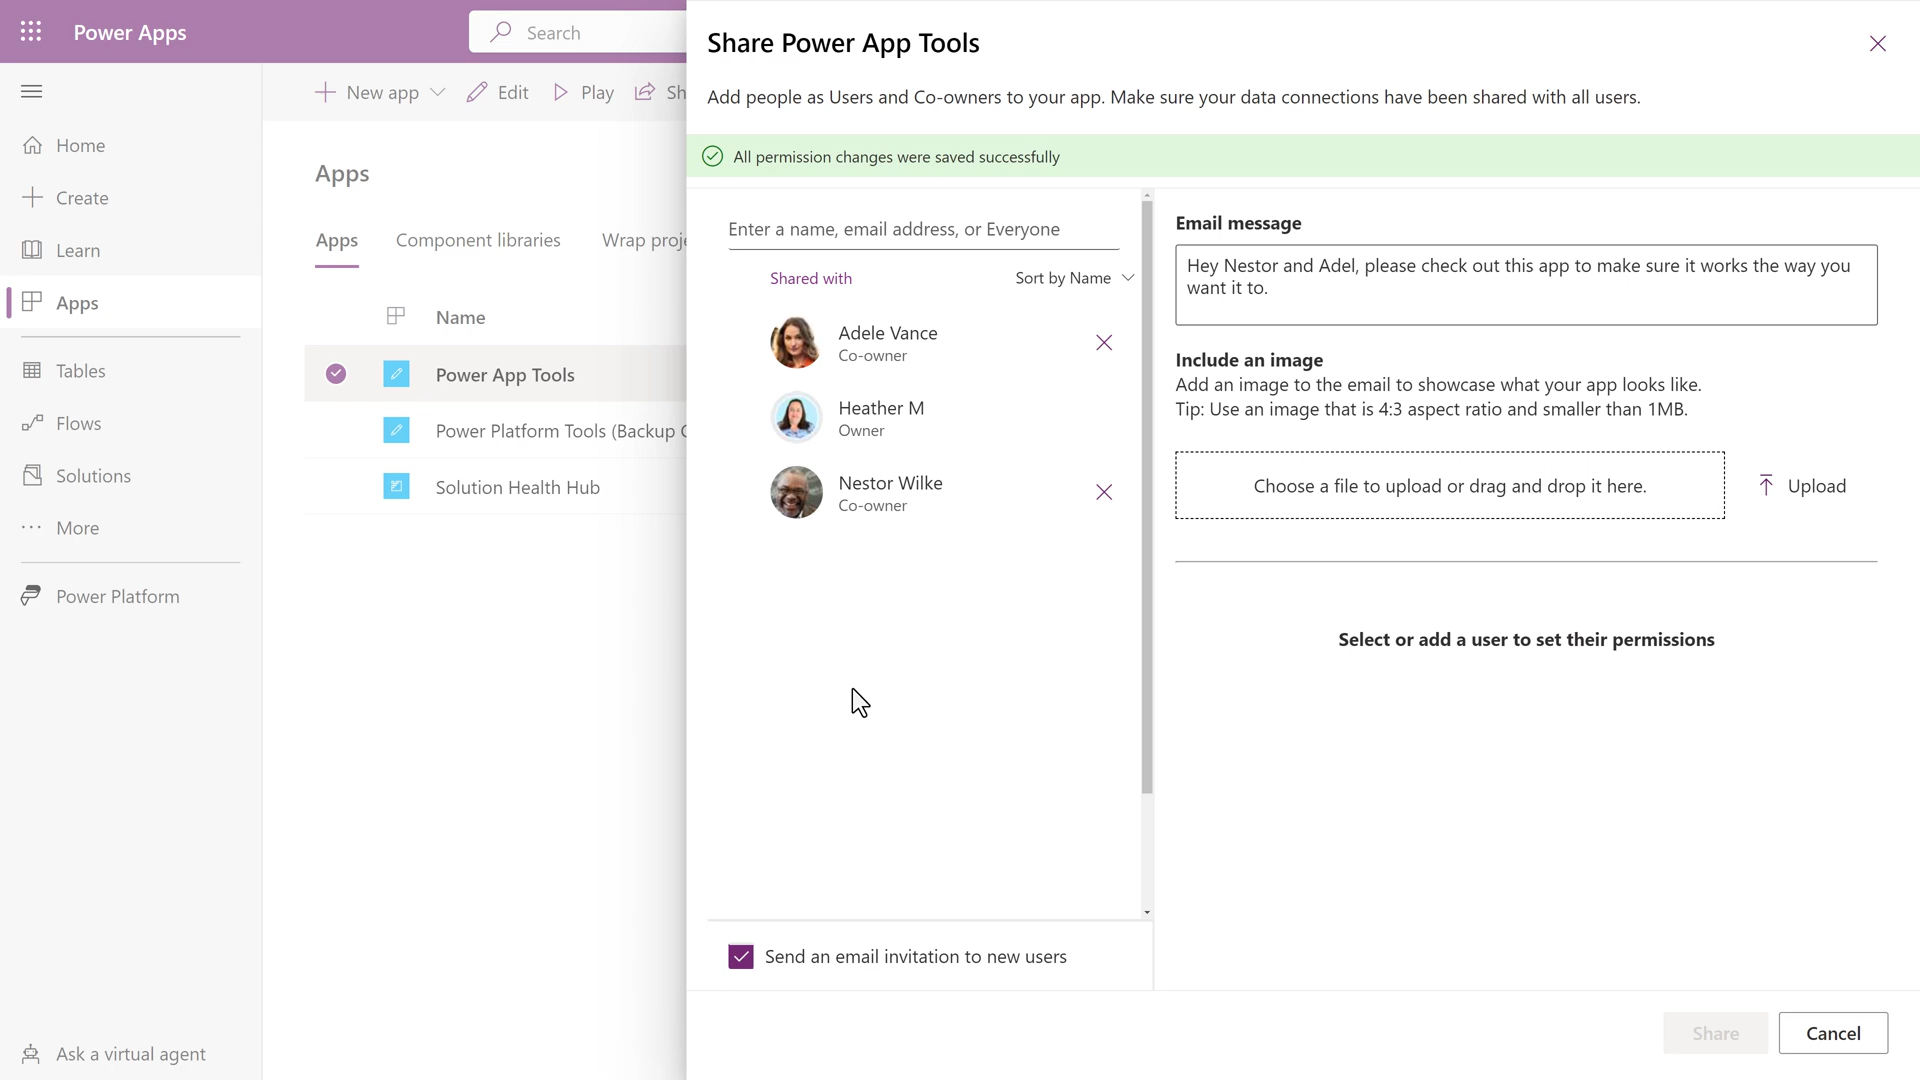 Power Apps
Search
New app
Edit
Play
Sh
Home
Create
Learn
Apps
Tables
Flows
Solutions
More
Power Platform
Ask a virtual agent
Apps
Apps
Component libraries
Wrap proje
Name
Power App Tools
Power Platform Tools (Backup
Solution Health Hub
Share Power App Tools
Add people as Users and Co-owners to your app. Make sure your data connections have been shared with all users.
All permission changes were saved successfully
Enter a name, email address, or Everyone
Shared with
Sort by Name
Adele Vance
Co-owner
Heather M
Owner
Nestor Wilke
Co-owner
Send an email invitation to new users
Email message
Hey Nestor and Adel, please check out this app to make sure it works the way you
want it to.
Include an image
Add an image to the email to showcase what your app looks like.
Tip: Use an image that is 4:3 aspect ratio and smaller than 1MB.
Choose a file to upload or drag and drop it here.
Upload
Select or add a user to set their permissions
Share
Cancel